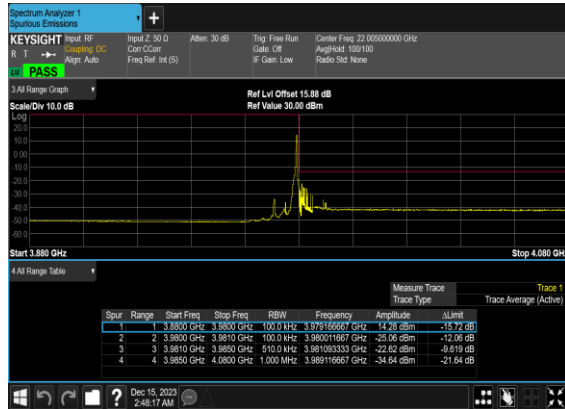 Spectrum Analyzer 1
Spurious Emissions
KEYSIGHT Input: RF Input Z: 50 Ω Atten: 30 dB Trig: Free Run Center Freq: 22.005000000 GHz
R T Coupling: DC Corr CCorr Gate: Off Avg|Hold: 100/100
Align: Auto Freq Ref: Int (S) IF Gain: Low Radio Std: None
PASS
3 All Range Graph
Ref Lvl Offset 15.88 dB
Scale/Div 10.0 dB Ref Value 30.00 dBm
Log
20.0
10.0
0.00
-10.0
-20.0
-30.0
-40.0
-50.0
-60.0
Start 3.880 GHz Stop 4.080 GH
4 All Range Table
Measure Trace Trace 1
Trace Type Trace Average (Active)
Spur Range Start Freq Stop Freq RBW Frequency Amplitude ΔLimit
1 1 3.8800 GHz 3.9800 GHz 100.0 kHz 3.979166667 GHz 14.28 dBm -15.72 dB
2 2 3.9800 GHz 3.9810 GHz 100.0 kHz 3.980011667 GHz -25.06 dBm -12.06 dB
3 3 3.9810 GHz 3.9850 GHz 510.0 kHz 3.981093333 GHz -22.62 dBm -9.619 dB
4 4 3.9850 GHz 4.0800 GHz 1.000 MHz 3.989116667 GHz -34.64 dBm -21.64 dB
? Dec 15, 2023
2:48:17 AM